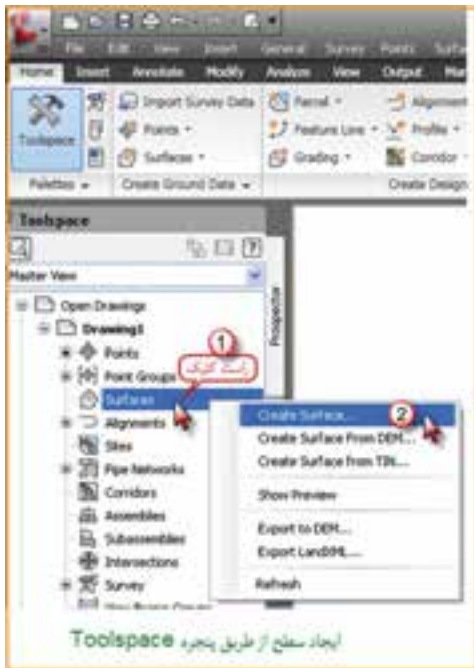 File Edit View Insert General Survey Points Surfa
Home Insert Annotate Modify Analyze View Output Ma
Import Survey Data Parcel Alignment
Toolspace Points Feature Line Profile
Surfaces Grading Corridor
Palettes Create Ground Data Create Design
Toolspace
Master View
Prospector
Open Drawings
Drawing1
Points
1
Point Groups راست کلیک
Surfaces
Create Surface... 2
Alignments
Create Surface From DEM...
Sites
Create Surface from TIN...
Pipe Networks
Corridors
Show Preview
Assemblies
Export to DEM...
Subassemblies
Export LandXML...
Intersections
Survey
Refresh
ایجاد سطح از طریق پنجره Toolspace